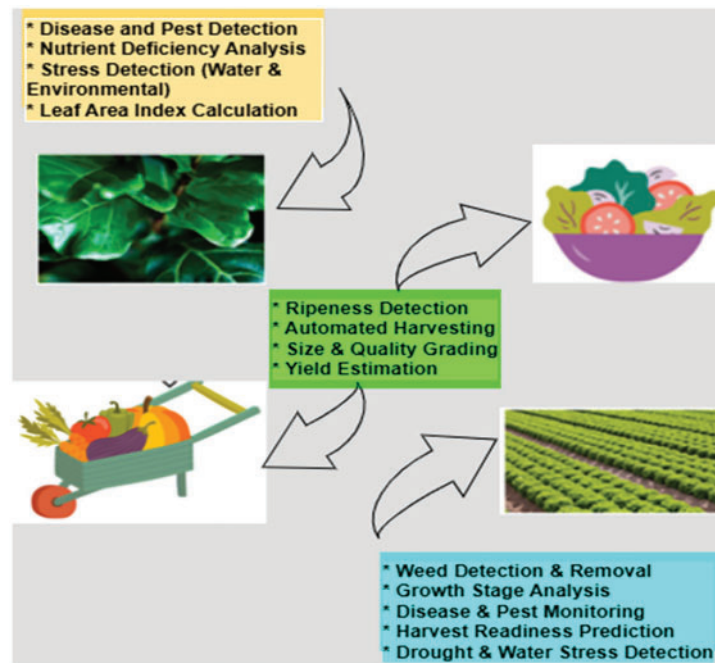 * Disease and Pest Detection
* Nutrient Deficiency Analysis
* Stress Detection (Water &
Environmental)
* Leaf Area Index Calculation
* Ripeness Detection
* Automated Harvesting
* Size & Quality Grading
* Yield Estimation
* Weed Detection & Removal
* Growth Stage Analysis
* Disease & Pest Monitoring
* Harvest Readiness Prediction
* Drought & Water Stress Detection